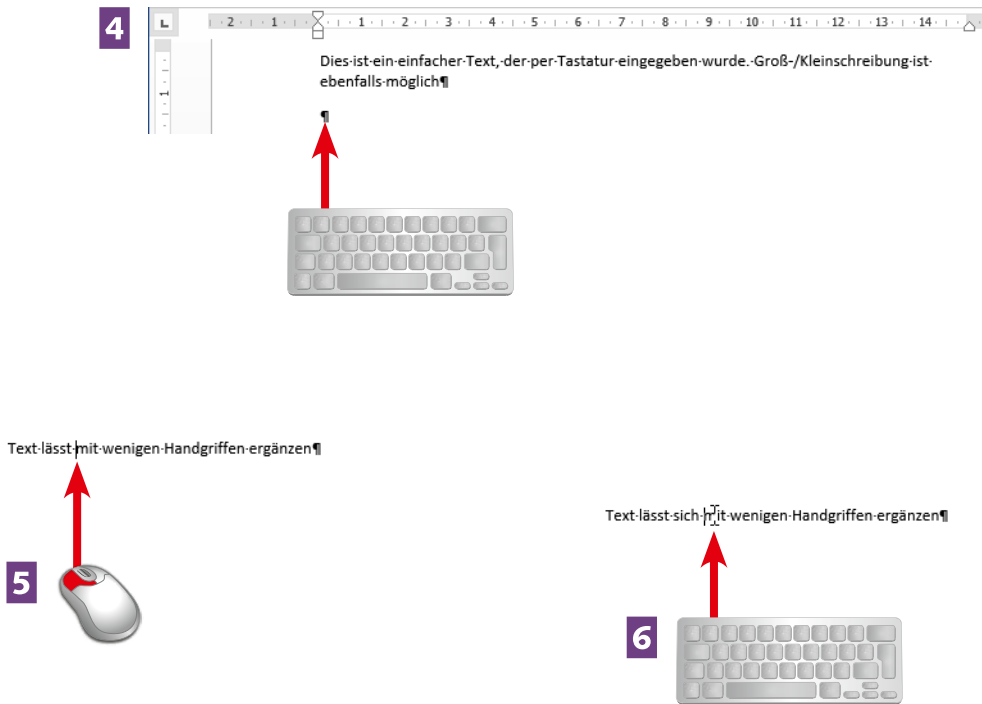 4
2 1 1 2 3 4 5 6 7 8 9 10 11 12 13 14
Dies·ist·ein·einfacher·Text,·der·per·Tastatur·eingegeben·wurde.·Groß-/Kleinschreibung·ist·
ebenfalls·möglich¶
1
¶
Text·lässt·mit·wenigen·Handgriffen·ergänzen¶
Text·lässt·sich·mit·wenigen·Handgriffen·ergänzen¶
5
6